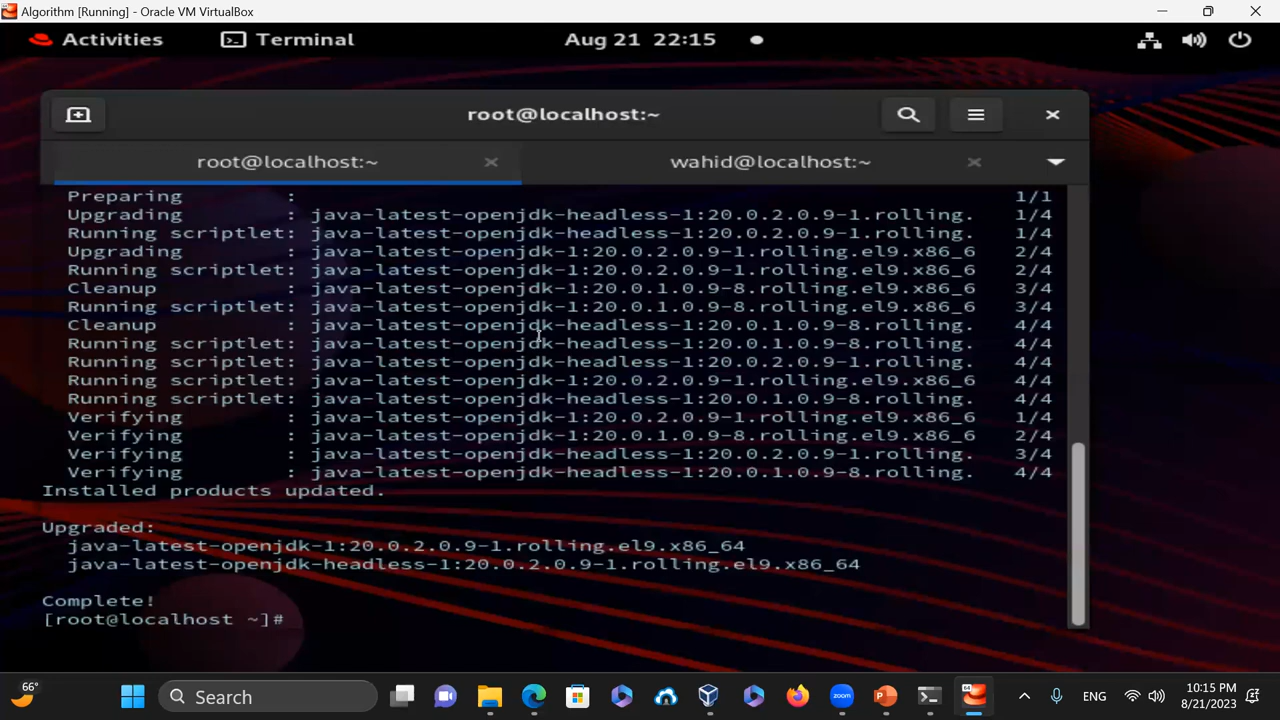 Algorithm [Running] - Oracle VM VirtualBox
Activities Terminal Aug 21 22:15
root@localhost:~
root@localhost:~ wahid@localhost:~
Preparing : 1/1
Upgrading : java-latest-openjdk-headless-1:20.0.2.0.9-1.rolling. 1/4
Running scriptlet: java-latest-openjdk-headless-1:20.0.2.0.9-1.rolling. 1/4
Upgrading : java-latest-openjdk-1:20.0.2.0.9-1.rolling.el9.x86_6 2/4
Running scriptlet: java-latest-openjdk-1:20.0.2.0.9-1.rolling.el9.x86_6 2/4
Cleanup : java-latest-openjdk-1:20.0.1.0.9-8.rolling.el9.x86_6 3/4
Running scriptlet: java-latest-openjdk-1:20.0.1.0.9-8.rolling.el9.x86_6 3/4
Cleanup : java-latest-openjdk-headless-1:20.0.1.0.9-8.rolling. 4/4
Running scriptlet: java-latest-openjdk-headless-1:20.0.1.0.9-8.rolling. 4/4
Running scriptlet: java-latest-openjdk-headless-1:20.0.2.0.9-1.rolling. 4/4
Running scriptlet: java-latest-openjdk-1:20.0.2.0.9-1.rolling.el9.x86_6 4/4
Running scriptlet: java-latest-openjdk-headless-1:20.0.1.0.9-8.rolling. 4/4
Verifying : java-latest-openjdk-1:20.0.2.0.9-1.rolling.el9.x86_6 1/4
Verifying : java-latest-openjdk-1:20.0.1.0.9-8.rolling.el9.x86_6 2/4
Verifying : java-latest-openjdk-headless-1:20.0.2.0.9-1.rolling. 3/4
Verifying : java-latest-openjdk-headless-1:20.0.1.0.9-8.rolling. 4/4
Installed products updated.
Upgraded:
java-latest-openjdk-1:20.0.2.0.9-1.rolling.el9.x86_64
java-latest-openjdk-headless-1:20.0.2.0.9-1.rolling.el9.x86_64
Complete!
[root@localhost ~]#
66°
Search
zoom
ENG
10:15 PM
8/21/2023